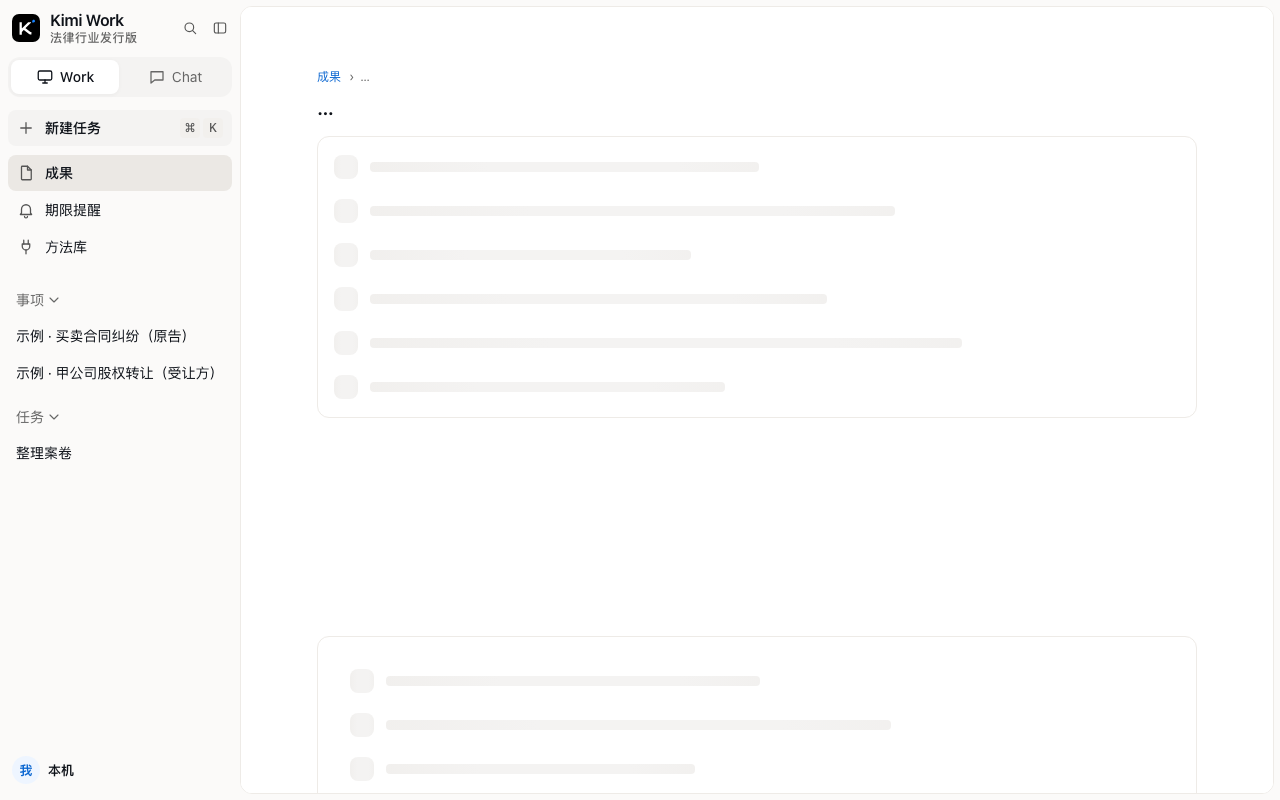 Kimi Work
法律行业发行版
Work
Chat
新建任务
⌘ K
成果
期限提醒
方法库
事项
示例 · 买卖合同纠纷（原告）
示例 · 甲公司股权转让（受让方）
任务
整理案卷
我 本机
成果 › ...
...